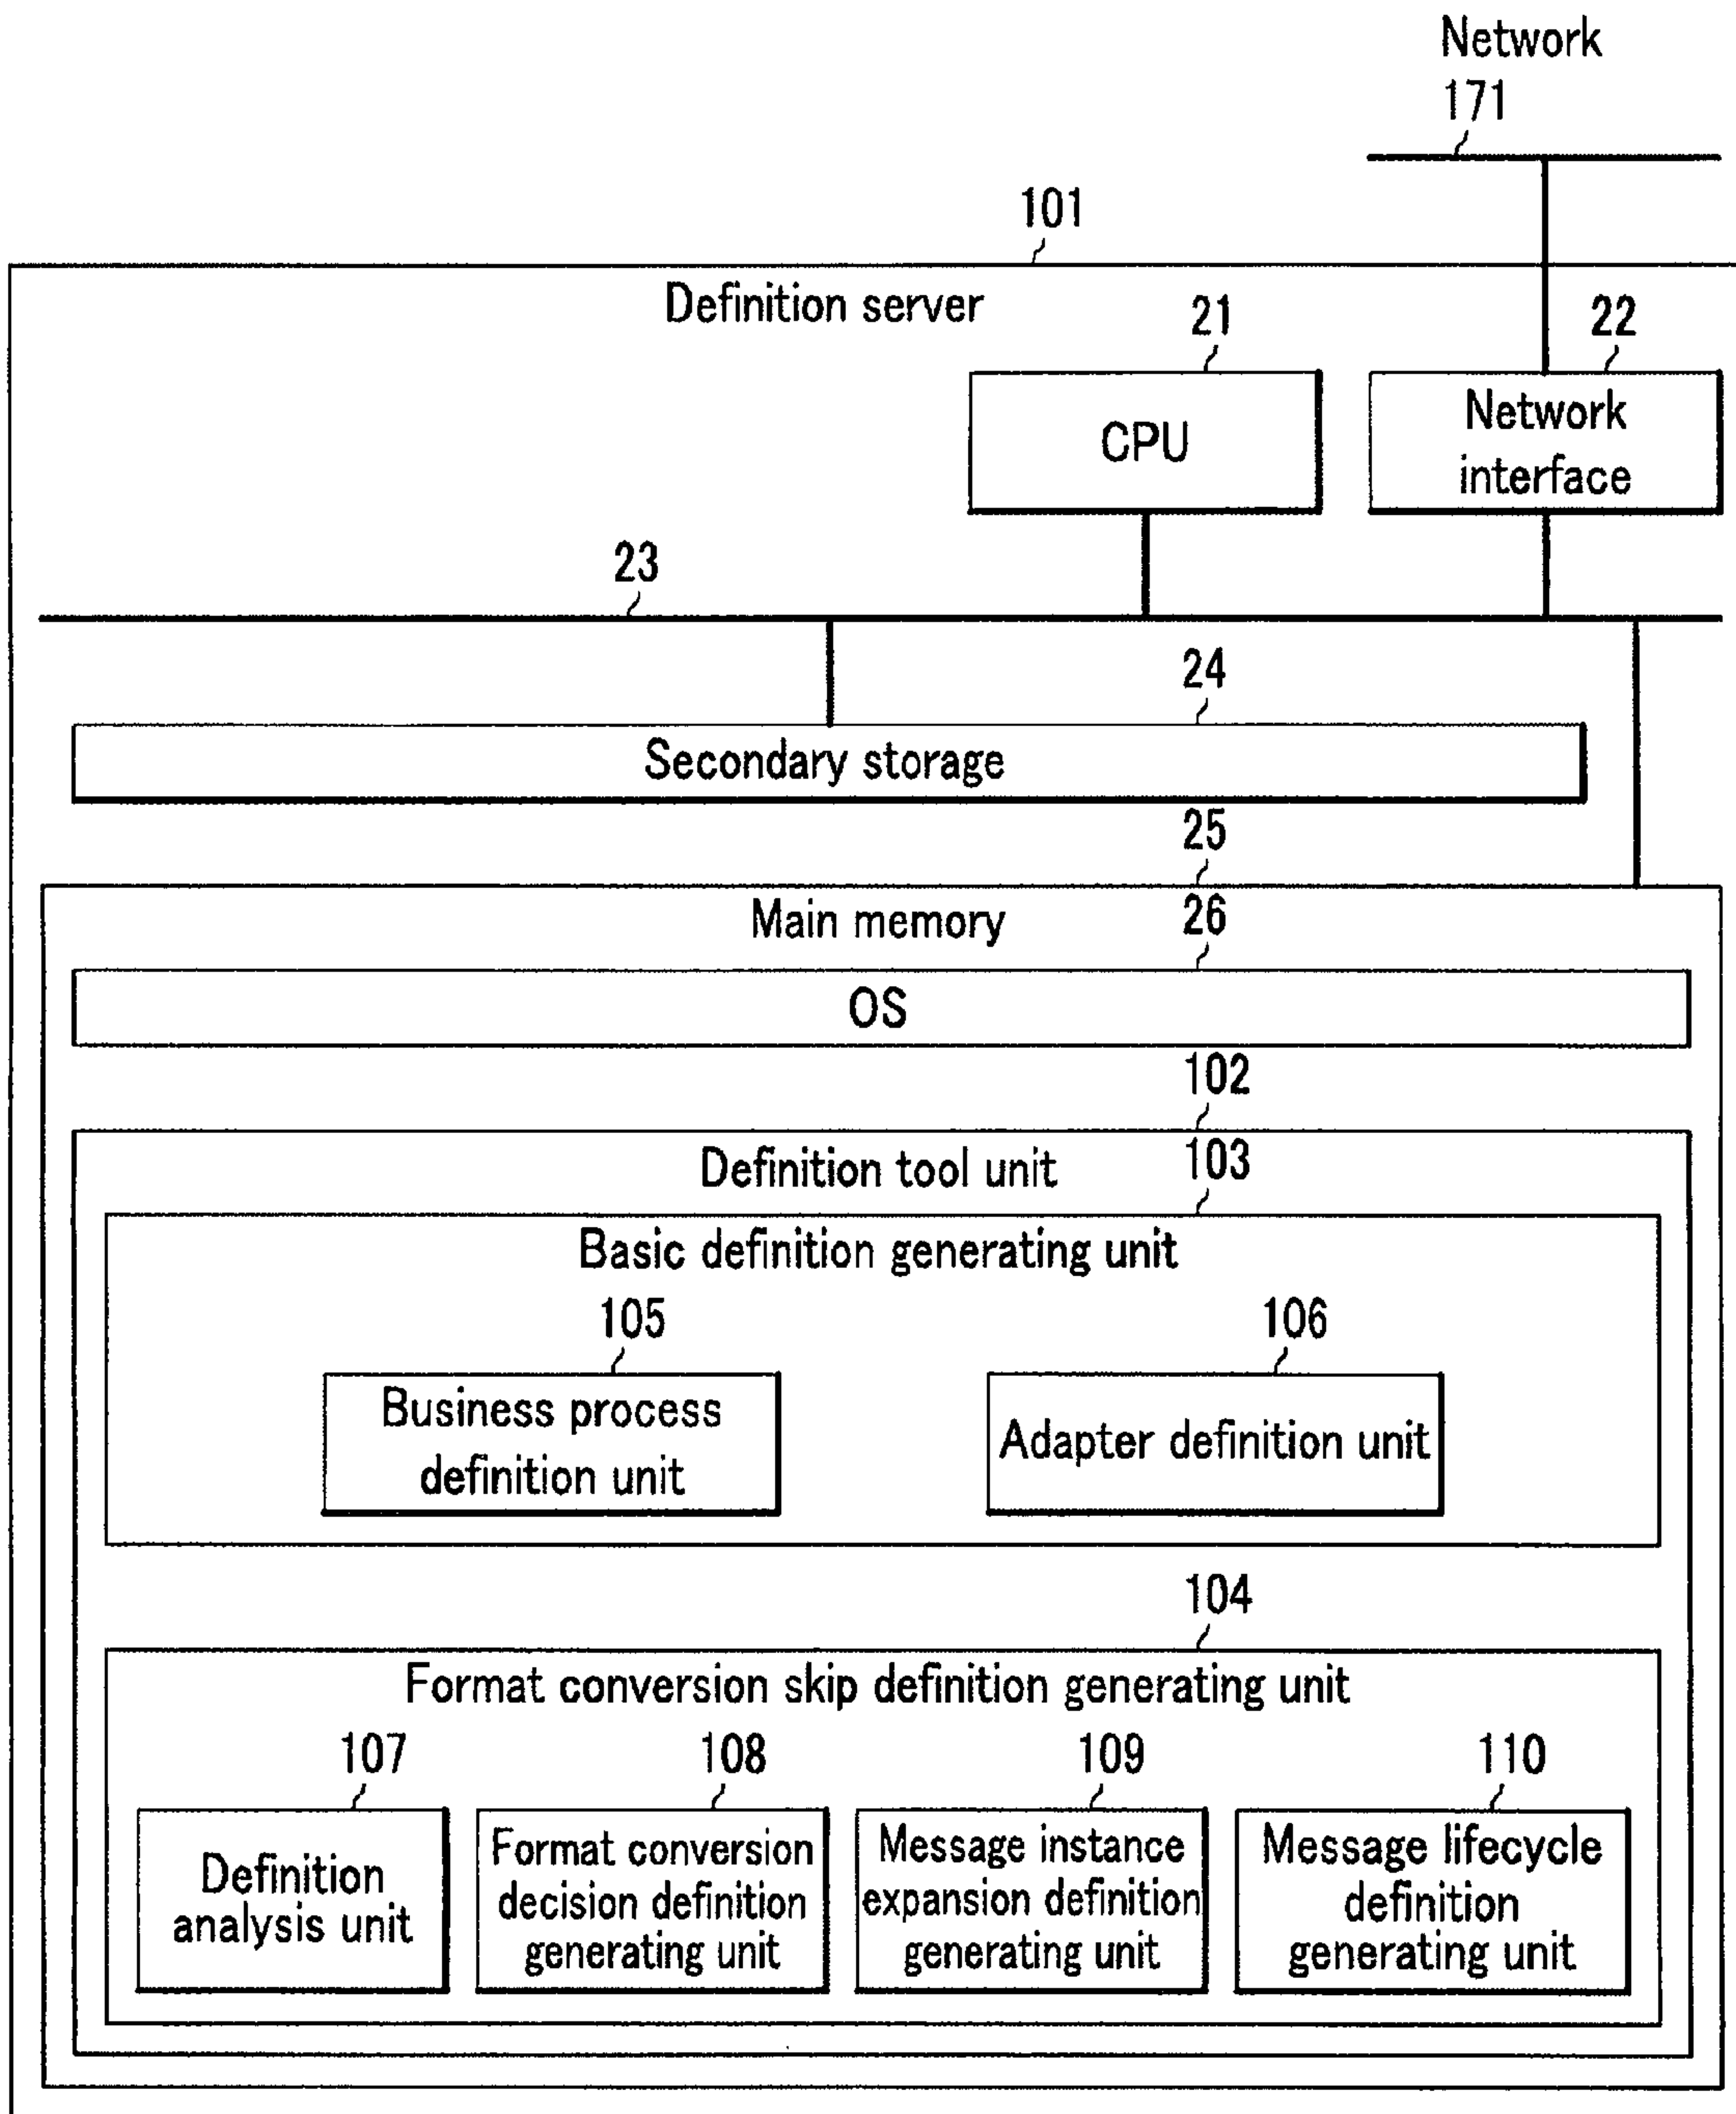 Network
171
101
Definition server
21
22
CPU
Network
interface
23
24
Secondary storage
25
Main memory
26
OS
102
Definition tool unit
103
Basic definition generating unit
105
106
Business process
definition unit
Adapter definition unit
104
Format conversion skip definition generating unit
107
108
109
110
Definition
analysis unit
Format conversion
decision definition
generating unit
Message instance
expansion definition
generating unit
Message lifecycle
definition
generating unit